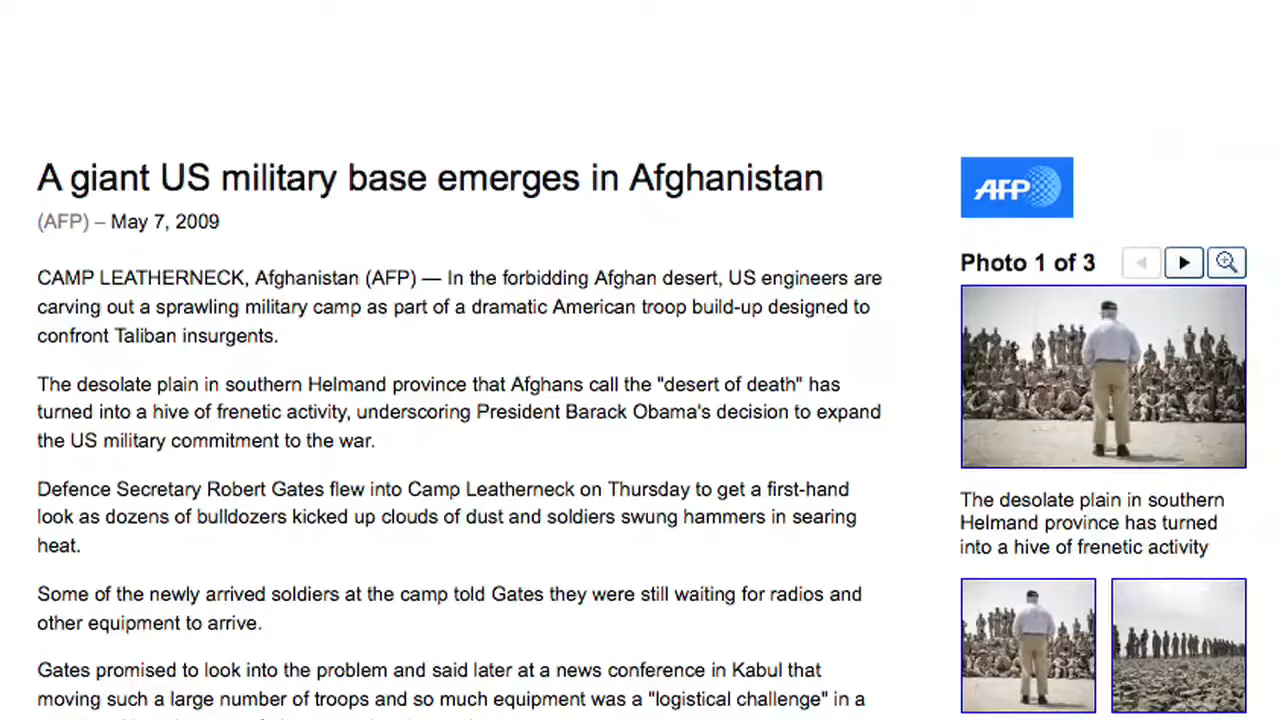 A giant US military base emerges in Afghanistan
(AFP) – May 7, 2009
CAMP LEATHERNECK, Afghanistan (AFP) — In the forbidding Afghan desert, US engineers are
carving out a sprawling military camp as part of a dramatic American troop build-up designed to
confront Taliban insurgents.
The desolate plain in southern Helmand province that Afghans call the "desert of death" has
turned into a hive of frenetic activity, underscoring President Barack Obama's decision to expand
the US military commitment to the war.
Defence Secretary Robert Gates flew into Camp Leatherneck on Thursday to get a first-hand
look as dozens of bulldozers kicked up clouds of dust and soldiers swung hammers in searing
heat.
Some of the newly arrived soldiers at the camp told Gates they were still waiting for radios and
other equipment to arrive.
Gates promised to look into the problem and said later at a news conference in Kabul that
moving such a large number of troops and so much equipment was a "logistical challenge" in a
AFP
Photo 1 of 3
The desolate plain in southern
Helmand province has turned
into a hive of frenetic activity